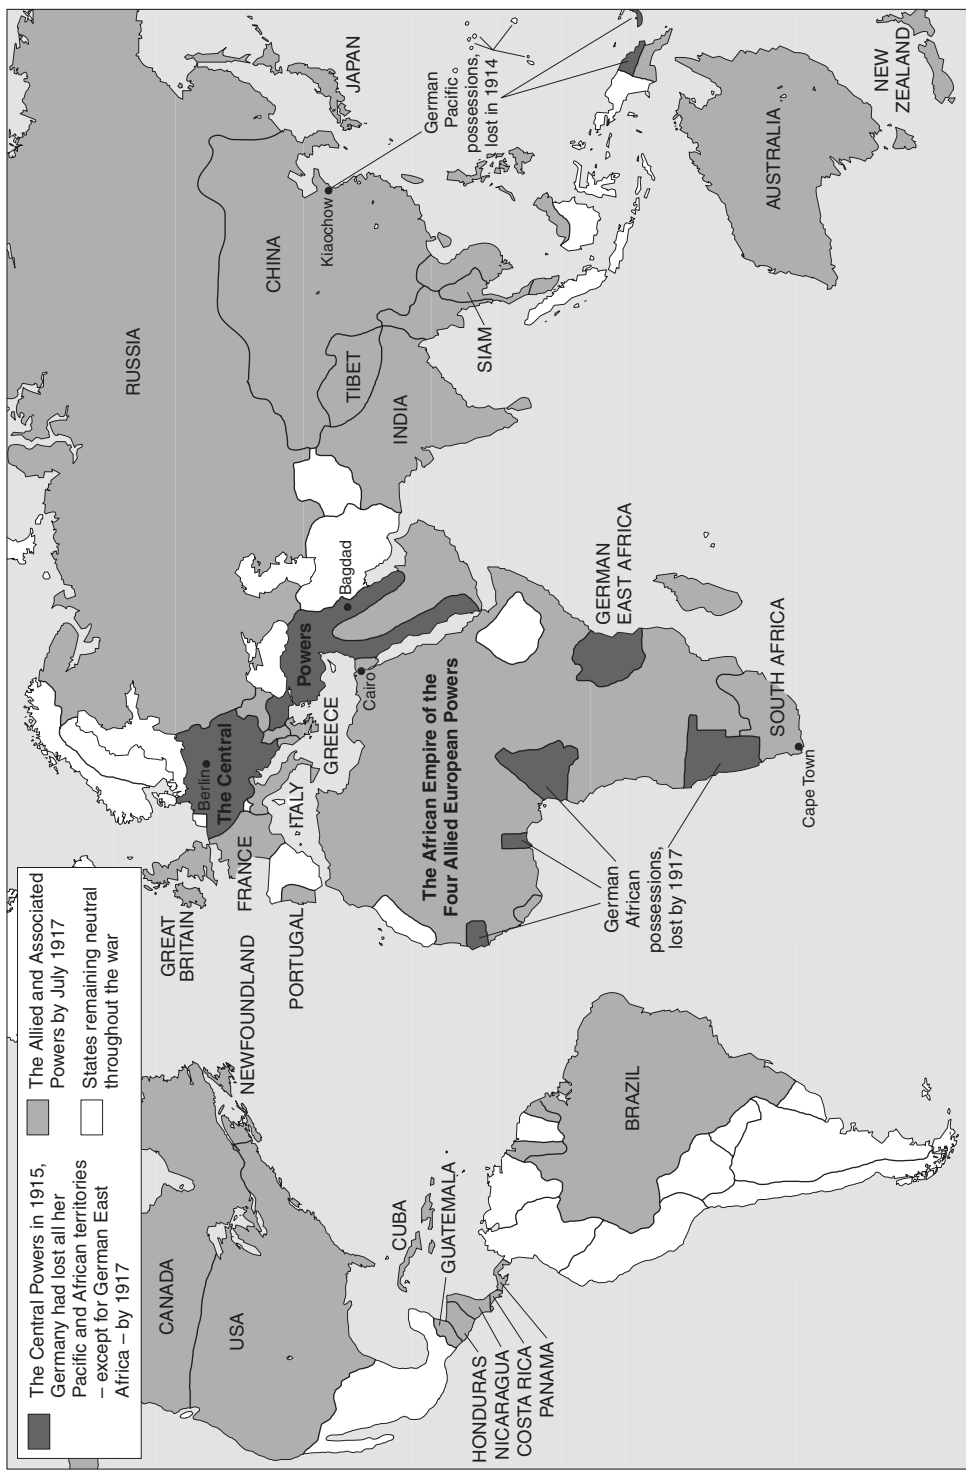 The Central Powers in 1915,
Germany had lost all her
Pacific and African territories
– except for German East
Africa – by 1917
The Allied and Associated
Powers by July 1917
States remaining neutral
throughout the war
CANADA
USA
NEWFOUNDLAND
CUBA
GUATEMALA
HONDURAS
NICARAGUA
COSTA RICA
PANAMA
BRAZIL
GREAT
BRITAIN
FRANCE
PORTUGAL
ITALY
GREECE
Berlin
The Central
Powers
Bagdad
Cairo
The African Empire of the
Four Allied European Powers
German
African
possessions,
lost by 1917
GERMAN
EAST AFRICA
SOUTH AFRICA
Cape Town
RUSSIA
CHINA
TIBET
INDIA
SIAM
Kiaochow
JAPAN
German
Pacific
possessions,
lost in 1914
AUSTRALIA
NEW
ZEALAND